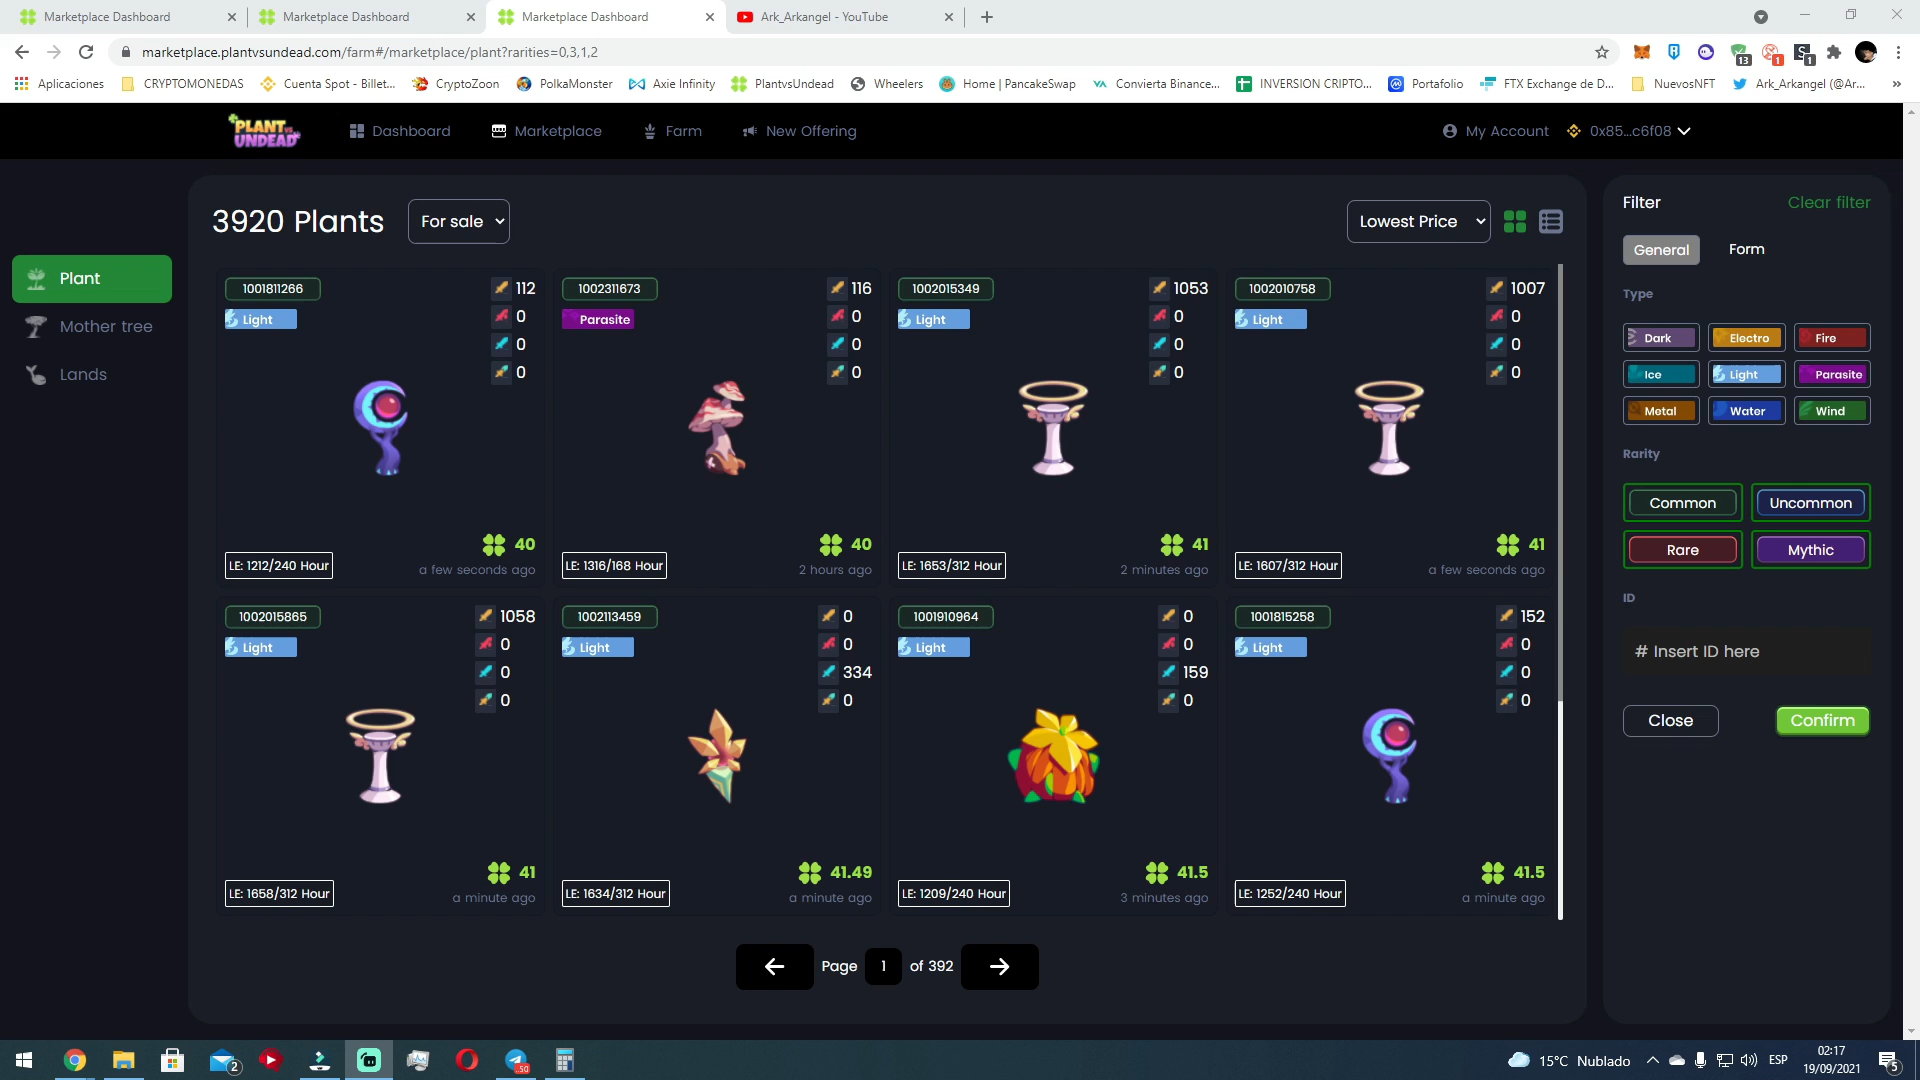 Marketplace Dashboard
Marketplace Dashboard
Marketplace Dashboard
Ark_Arkangel - YouTube
marketplace.plantvsundead.com/farm#/marketplace/plant?rarities=0,3,1,2
13
1
1
Aplicaciones
CRYPTOMONEDAS
Cuenta Spot - Billet...
CryptoZoon
PolkaMonster
Axie Infinity
PlantvsUndead
Wheelers
Home | PancakeSwap
Convierta Binance...
INVERSION CRIPTO...
Portafolio
FTX Exchange de D...
NuevosNFT
Ark_Arkangel (@Ar...
»
PLANT VS UNDEAD
Dashboard
Marketplace
Farm
New Offering
My Account
0x85...c6f08
Plant
Mother tree
Lands
3920 Plants
For sale
Lowest Price
1001811266
Light
112
0
0
0
40
LE: 1212/240 Hour
a few seconds ago
1002311673
Parasite
116
0
0
0
40
LE: 1316/168 Hour
2 hours ago
1002015349
Light
1053
0
0
0
41
LE: 1653/312 Hour
2 minutes ago
1002010758
Light
1007
0
0
0
41
LE: 1607/312 Hour
a few seconds ago
1002015865
Light
1058
0
0
0
41
LE: 1658/312 Hour
a minute ago
1002113459
Light
0
0
334
0
41.49
LE: 1634/312 Hour
a minute ago
1001910964
Light
0
0
159
0
41.5
LE: 1209/240 Hour
3 minutes ago
1001815258
Light
152
0
0
0
41.5
LE: 1252/240 Hour
a minute ago
Page 1 of 392
Filter
Clear filter
General
Form
Type
Dark
Electro
Fire
Ice
Light
Parasite
Metal
Water
Wind
Rarity
Common
Uncommon
Rare
Mythic
ID
# Insert ID here
Close
Confirm
2
50
15°C Nublado
ESP
02:17
19/09/2021
5